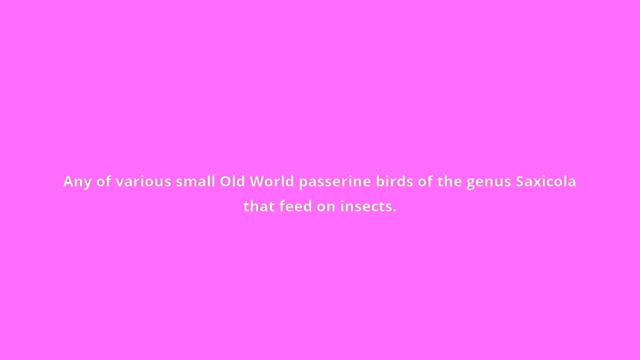 Any of various small Old World passerine birds of the genus Saxicola
that feed on insects.